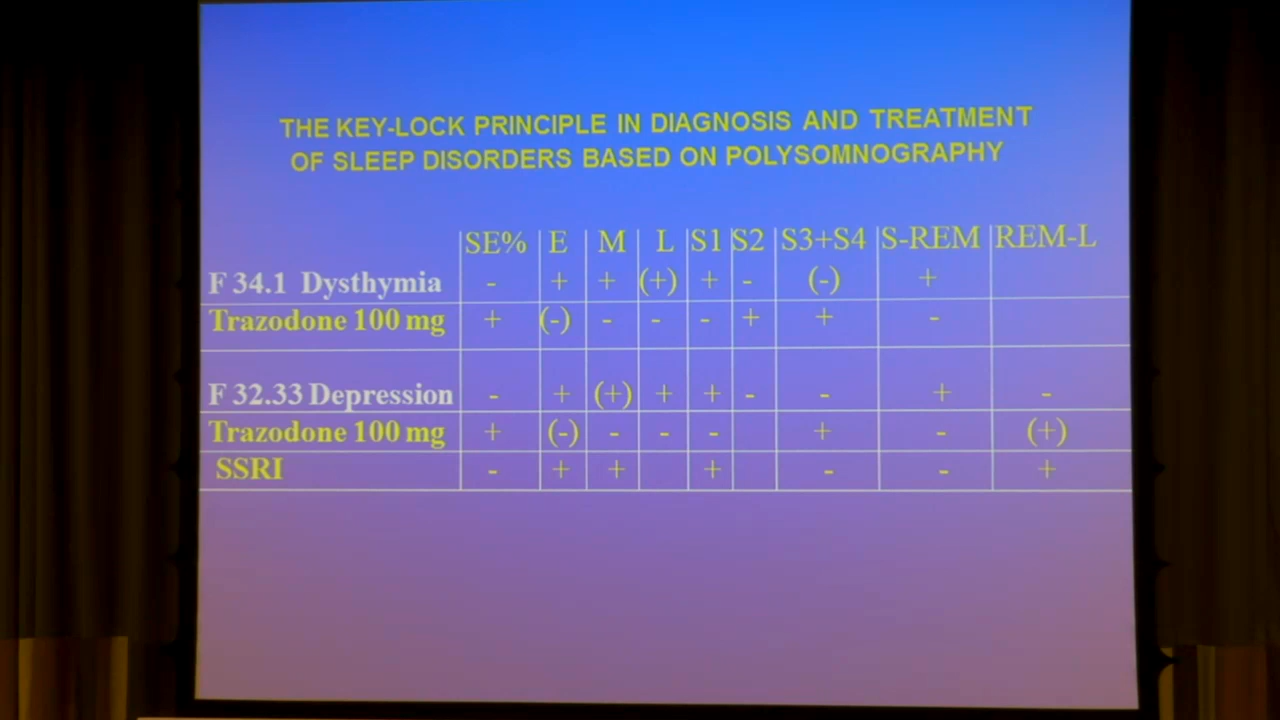 THE KEY-LOCK PRINCIPLE IN DIAGNOSIS AND TREATMENT
OF SLEEP DISORDERS BASED ON POLYSOMNOGRAPHY
SE% E M L S1 S2 S3+S4 S-REM REM-L
F 34.1 Dysthymia - + + (+) + - (-) +
Trazodone 100 mg + (-) - - - + + -
F 32.33 Depression - + (+) + + - - + -
Trazodone 100 mg + (-) - - - + - (+)
SSRI - + + + - - +